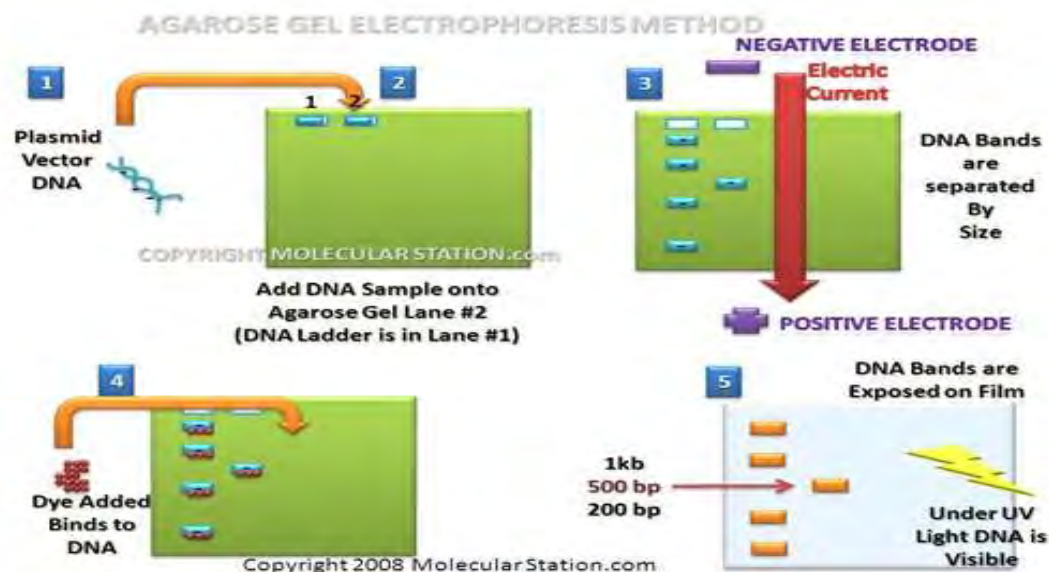 AGAROSE GEL ELECTROPHORESIS METHOD
1
Plasmid
Vector
DNA
2
1 2
COPYRIGHT MOLECULAR STATION.com
Add DNA Sample onto
Agarose Gel Lane #2
(DNA Ladder is in Lane #1)
NEGATIVE ELECTRODE
3
Electric
Current
DNA Bands
are
separated
By
Size
POSITIVE ELECTRODE
4
Dye Added
Binds to
DNA
5
DNA Bands are
Exposed on Film
1kb
500 bp
200 bp
Under UV
Light DNA is
Visible
Copyright 2008 MolecularStation.com